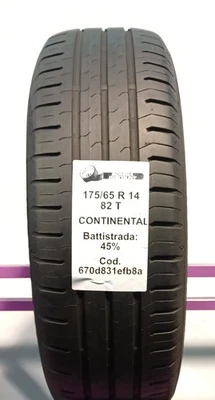 175/65 R 14
82 T
CONTINENTAL
Battistrada:
45%
Cod.
670d831efb8a